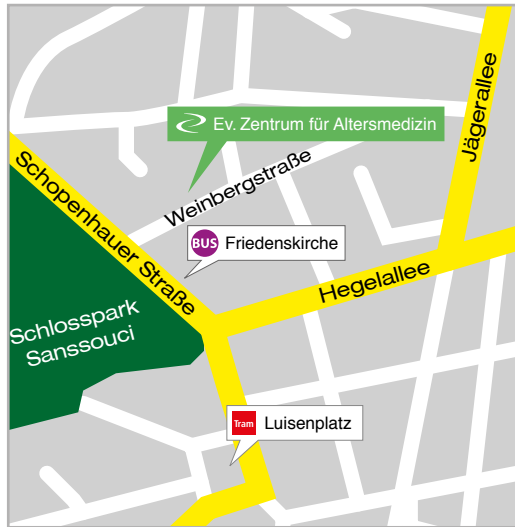 Jägerallee
Ev. Zentrum für Altersmedizin
Weinbergstraße
Schopenhauer Straße
BUS Friedenskirche
Hegelallee
Schlosspark
Sanssouci
Tram Luisenplatz